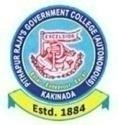 PITHAPUR RAJA'S GOVERNMENT COLLEGE (AUTONOMOUS)
EXCELSIOR
KAKINADA
Estd. 1884